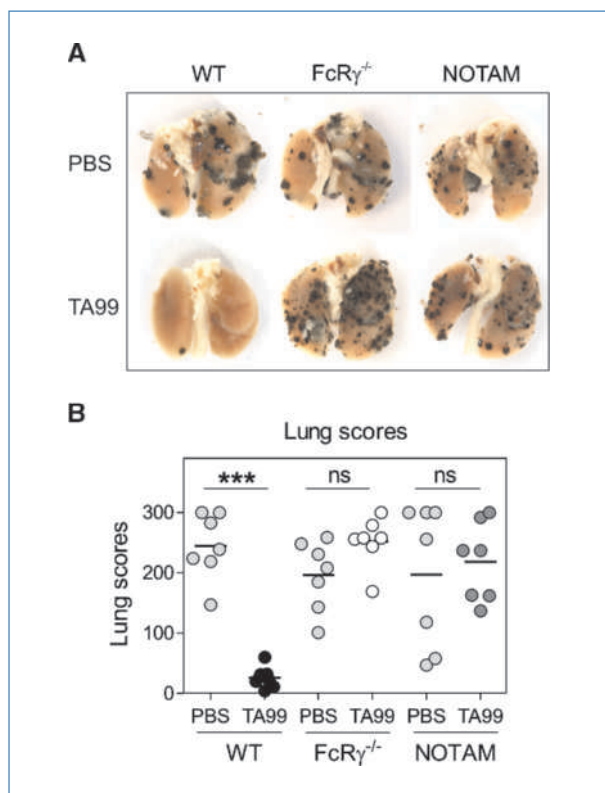 A
WT FcRγ⁻/⁻ NOTAM
PBS
TA99
B
Lung scores
*** ns ns
300
200
100
0
Lung scores
PBS TA99 PBS TA99 PBS TA99
WT FcRγ⁻/⁻ NOTAM